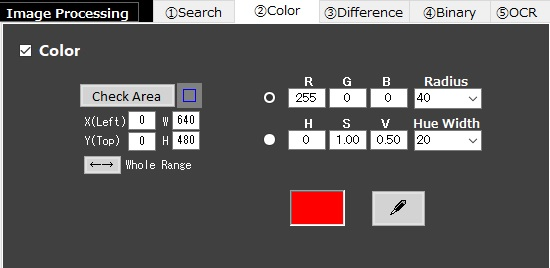 Image Processing ①Search ②Color ③Difference ④Binary ⑤OCR
Color
R G B Radius
Check Area
255 0 0 40
X(Left) 0 W 640
H S V Hue Width
Y(Top) 0 H 480
0 1.00 0.50 20
←→ Whole Range